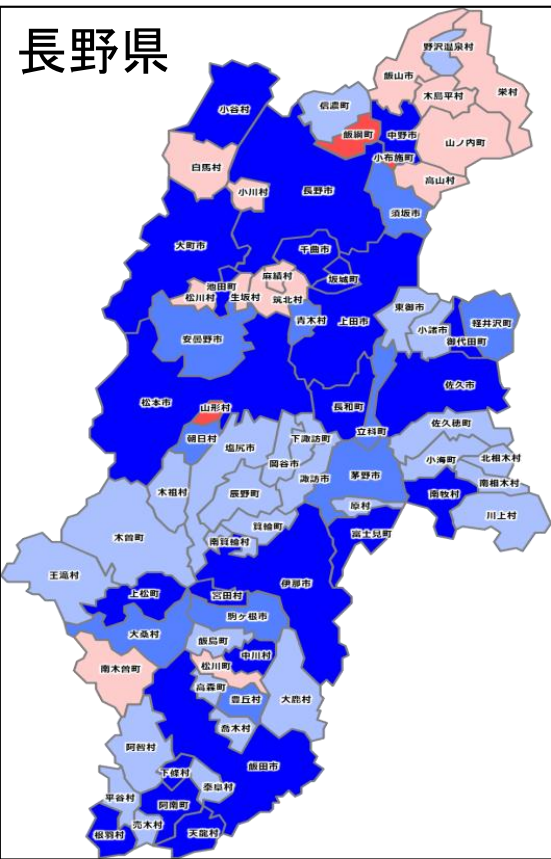 長野県
野沢温泉村
飯山市
木島平村
栄村
小谷村
信濃町
飯綱町
中野市
山ノ内町
小布施町
高山村
白馬村
小川村
長野市
須坂市
大町市
千曲市
麻績村
坂城町
池田町
松川村
生坂村
筑北村
青木村
上田市
東御市
小諸市
軽井沢町
御代田町
安曇野市
佐久市
松本市
山形村
長和町
立科町
佐久穂町
朝日村
塩尻市
下諏訪町
岡谷市
諏訪市
茅野市
小海町
北相木村
南相木村
南牧村
川上村
木祖村
辰野町
原村
箕輪町
南箕輪村
富士見町
木曽町
王滝村
伊那市
上松町
宮田村
駒ヶ根市
大桑村
飯島町
中川村
南木曽町
松川町
高森町
豊丘村
大鹿村
喬木村
阿智村
飯田市
下條村
泰阜村
平谷村
阿南町
売木村
根羽村
天龍村